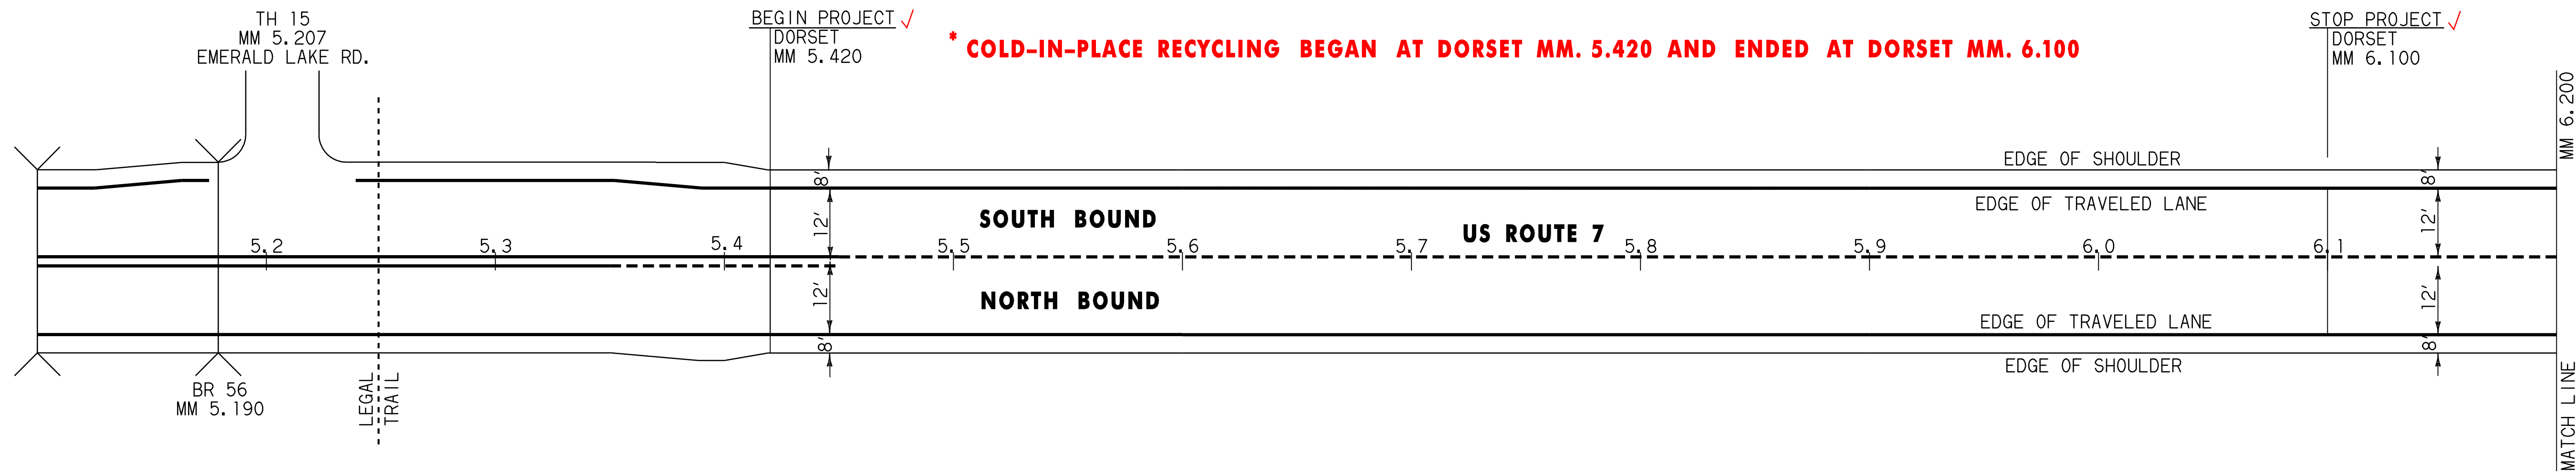 TH 15
MM 5.207
EMERALD LAKE RD.
BEGIN PROJECT
DORSET
MM 5.420
* COLD-IN-PLACE RECYCLING BEGAN AT DORSET MM. 5.420 AND ENDED AT DORSET MM. 6.100
STOP PROJECT
DORSET
MM 6.100
MM 6.200
EDGE OF SHOULDER
8'
8'
EDGE OF TRAVELED LANE
12'
SOUTH BOUND
US ROUTE 7
12'
5.2
5.3
5.4
5.5
5.6
5.7
5.8
5.9
6.0
6.1
12'
NORTH BOUND
12'
EDGE OF TRAVELED LANE
8'
8'
EDGE OF SHOULDER
BR 56
MM 5.190
LEGAL
TRAIL
MATCH LINE